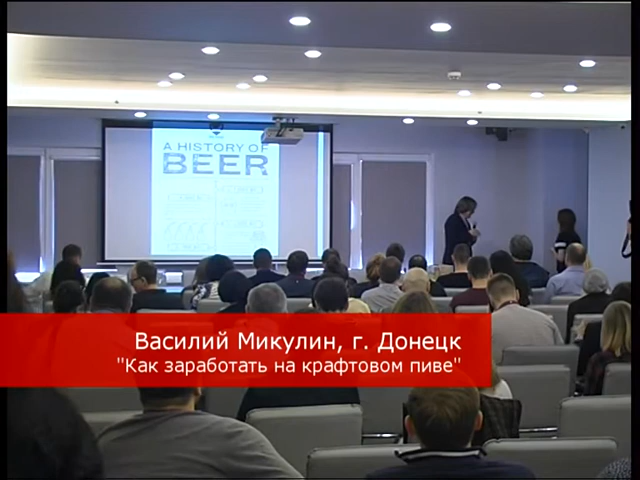 A HISTORY OF
BEER
Василий Микулин, г. Донецк
"Как заработать на крафтовом пиве"